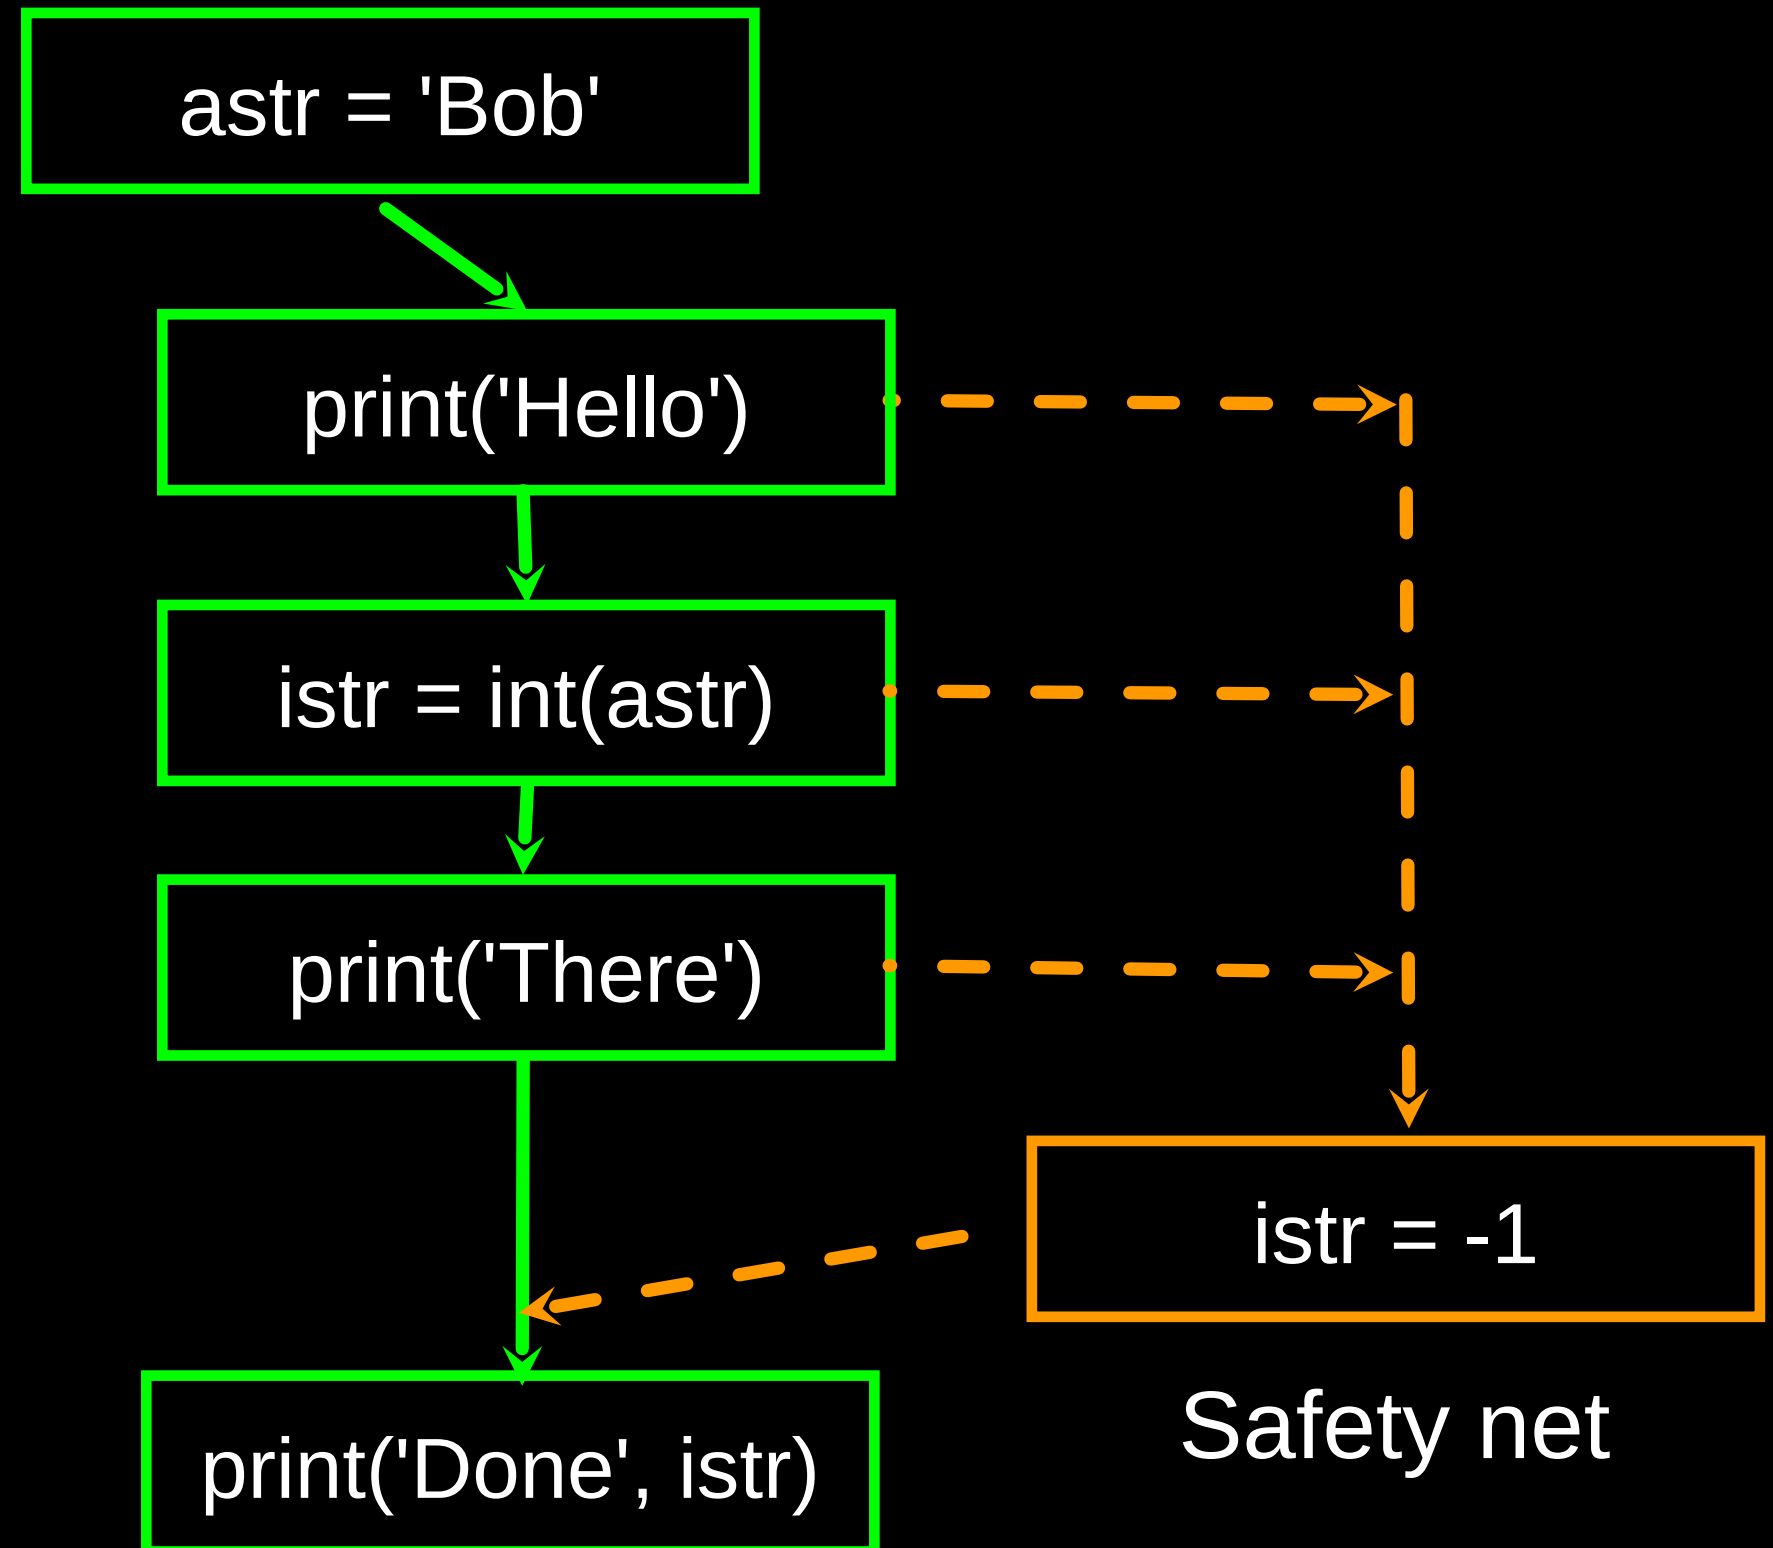 astr = 'Bob'
print('Hello')
istr = int(astr)
print('There')
istr = -1
Safety net
print('Done', istr)